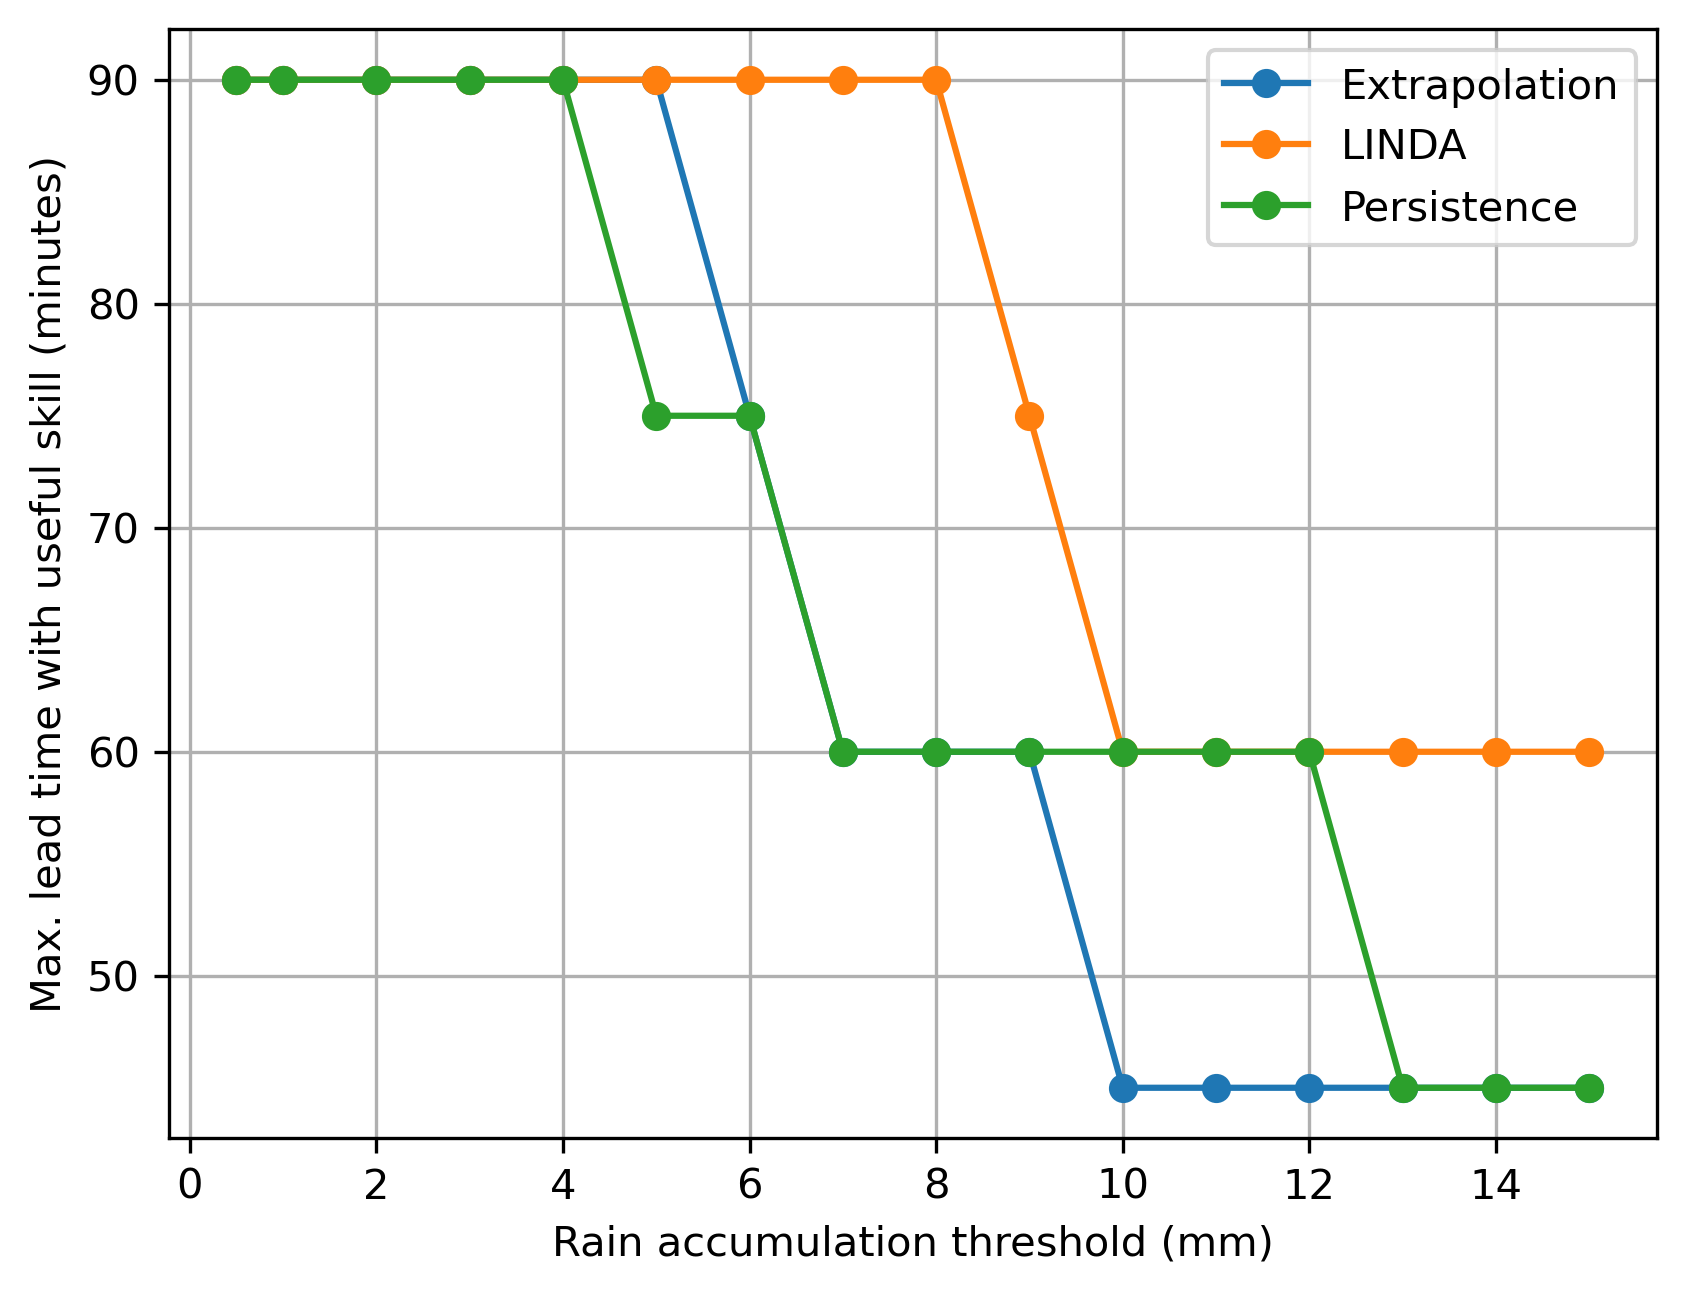 Extrapolation
LINDA
Persistence
90
80
70
60
50
Max. lead time with useful skill (minutes)
0 2 4 6 8 10 12 14
Rain accumulation threshold (mm)